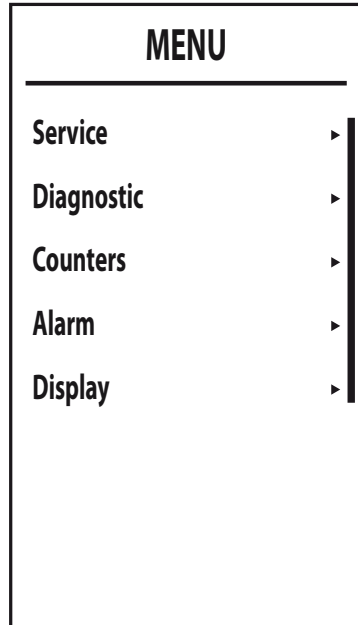 MENU
Service
Diagnostic
Counters
Alarm
Display